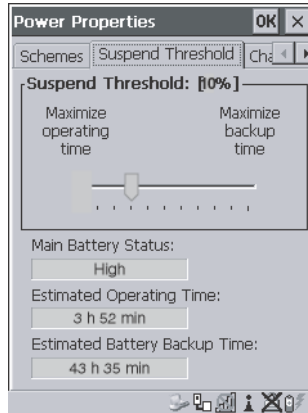 Power Properties OK ×
Schemes Suspend Threshold Cha
Suspend Threshold: [10%]
Maximize operating time
Maximize backup time
Main Battery Status:
High
Estimated Operating Time:
3 h 52 min
Estimated Battery Backup Time:
43 h 35 min